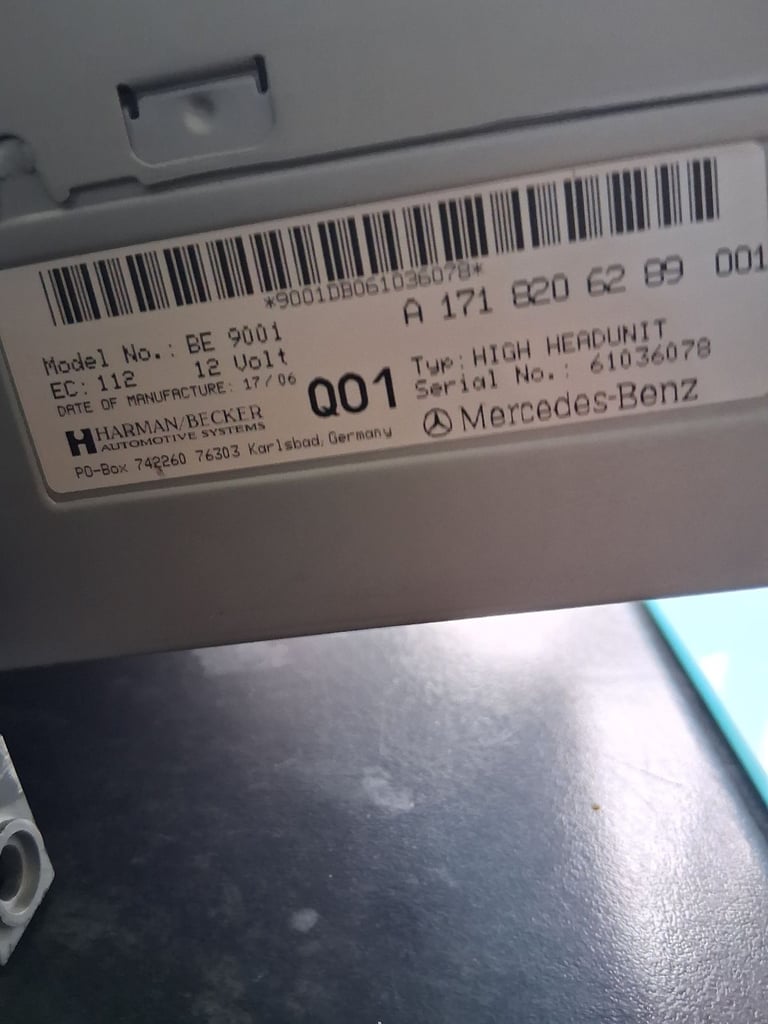 *9001DB061036078*
A 171 820 62 89 001
Model No.: BE 9001
EC: 112 12 Volt
DATE OF MANUFACTURE: 17/06
Q01
Typ: HIGH HEADUNIT
Serial No.: 61036078
HARMAN/BECKER
AUTOMOTIVE SYSTEMS
Mercedes-Benz
PO-Box 742260 76303 Karlsbad, Germany